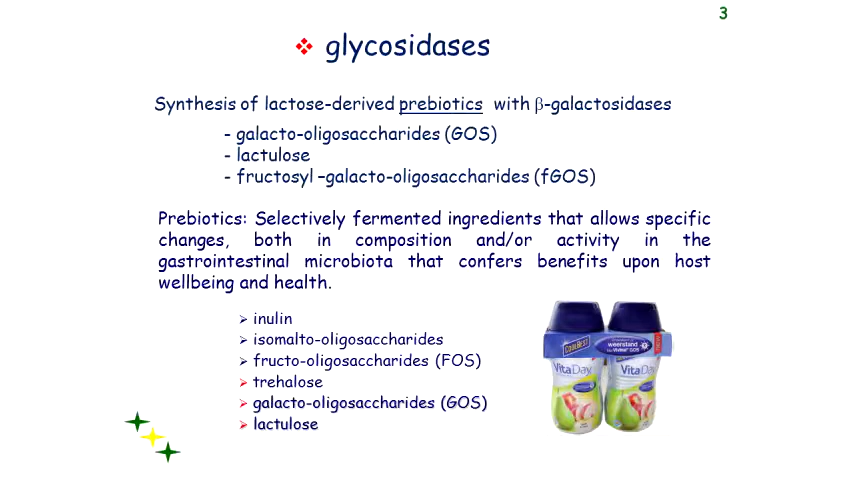 3
glycosidases
Synthesis of lactose-derived prebiotics with β-galactosidases
- galacto-oligosaccharides (GOS)
- lactulose
- fructosyl –galacto-oligosaccharides (fGOS)
Prebiotics: Selectively fermented ingredients that allows specific
changes, both in composition and/or activity in the
gastrointestinal microbiota that confers benefits upon host
wellbeing and health.
inulin
isomalto-oligosaccharides
fructo-oligosaccharides (FOS)
trehalose
galacto-oligosaccharides (GOS)
lactulose
CoolBest
weerstand
VitaDay
VitaDay